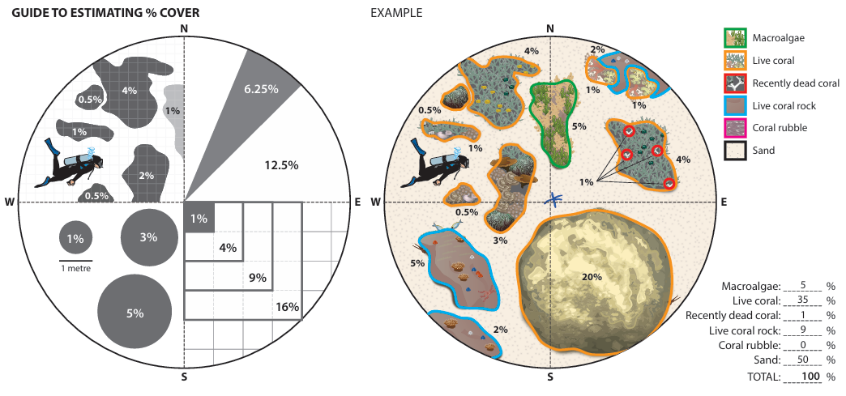 GUIDE TO ESTIMATING % COVER
N
4%
0.5%
1%
1%
6.25%
12.5%
2%
0.5%
W
E
1%
3%
1 metre
5%
1%
4%
9%
16%
S
EXAMPLE
N
4%
2%
0.5%
1%
1%
5%
1%
4%
1%
0.5%
3%
W
E
5%
20%
2%
S
Macroalgae
Live coral
Recently dead coral
Live coral rock
Coral rubble
Sand
Macroalgae: 5 %
Live coral: 35 %
Recently dead coral: 1 %
Live coral rock: 9 %
Coral rubble: 0 %
Sand: 50 %
TOTAL: 100 %